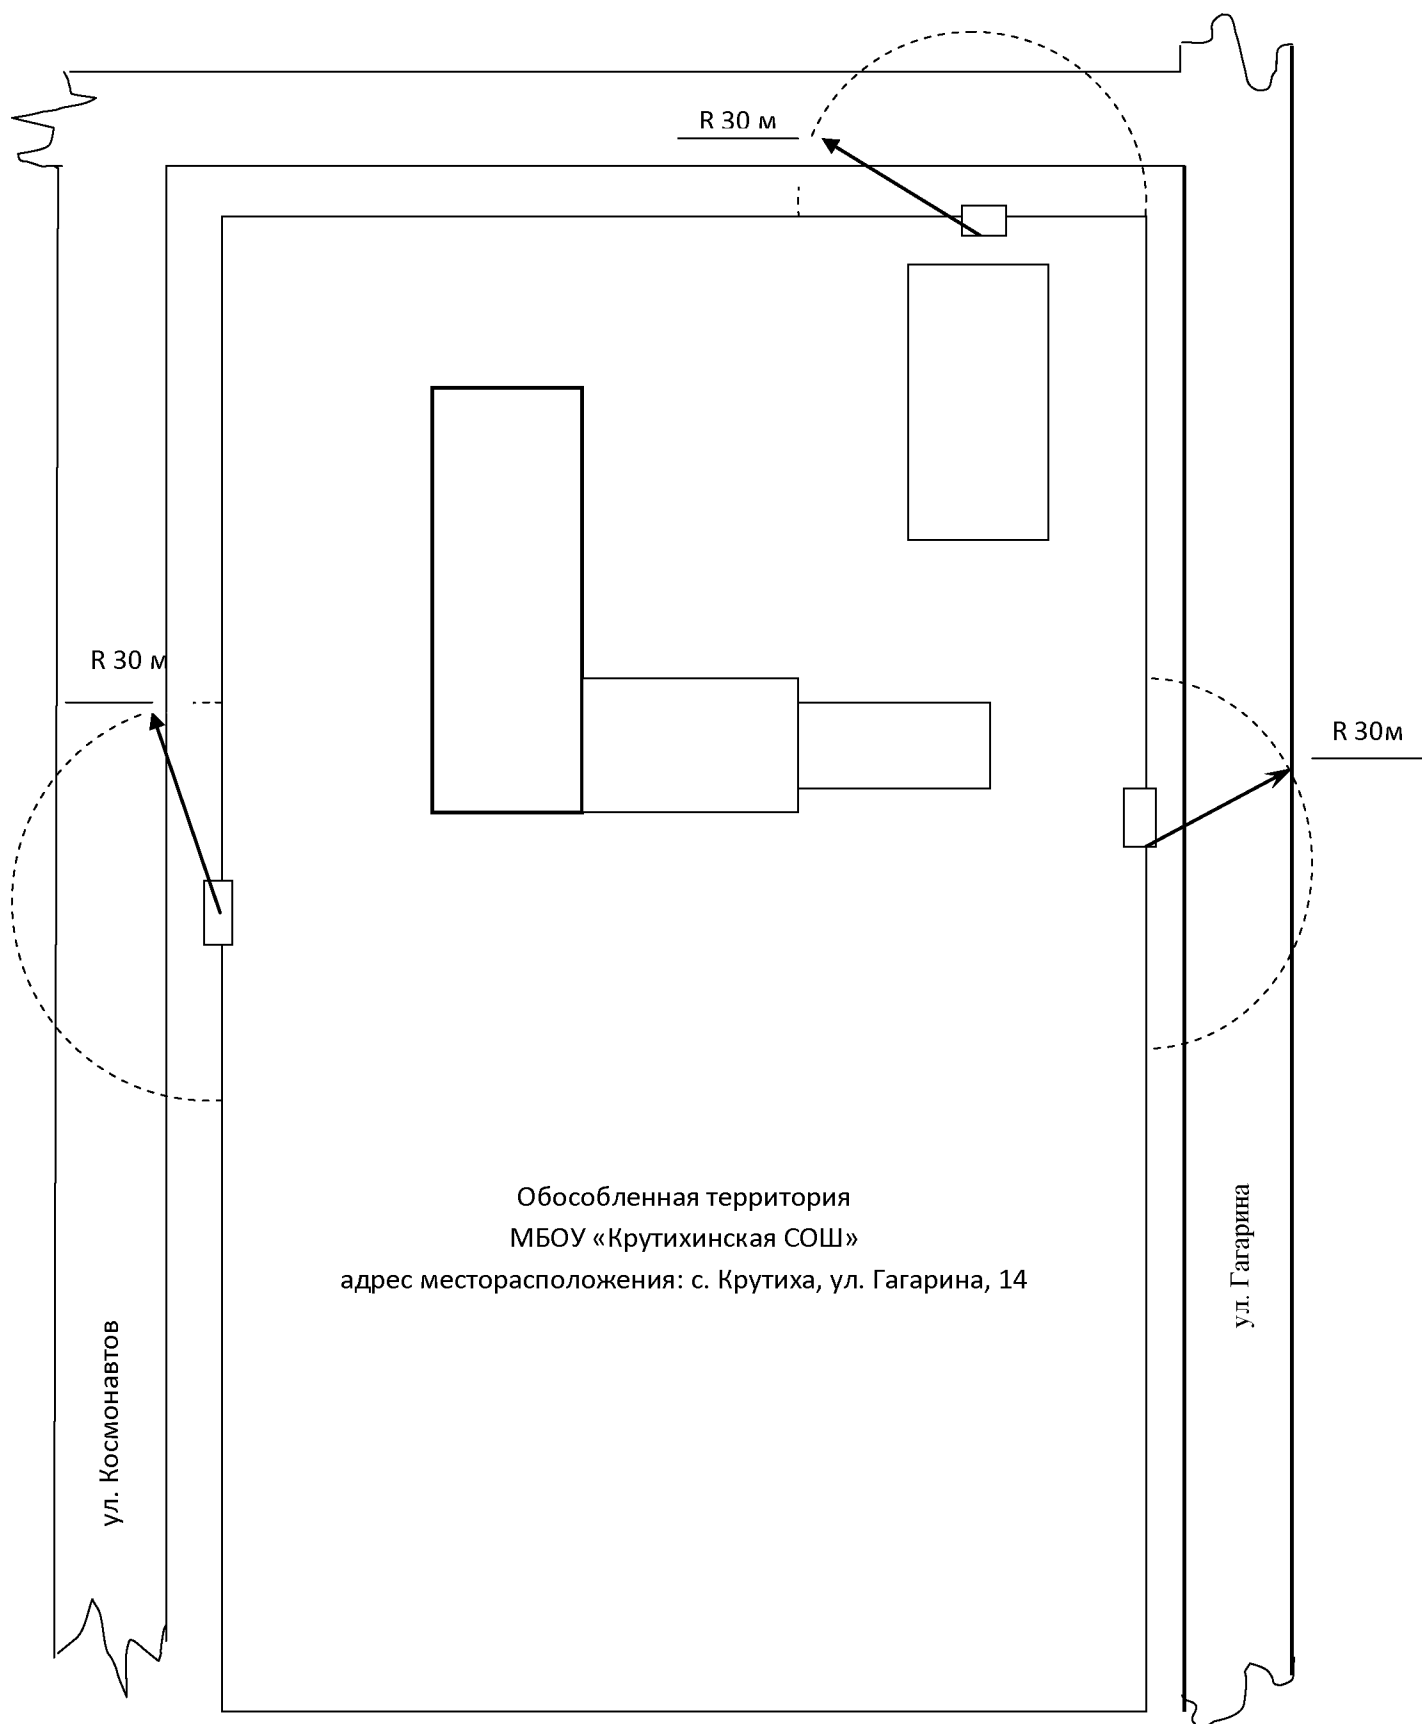 R 30 м
R 30 м
R 30м
Обособленная территория
МБОУ «Крутихинская СОШ»
адрес месторасположения: с. Крутиха, ул. Гагарина, 14
ул. Гагарина
ул. Космонавтов